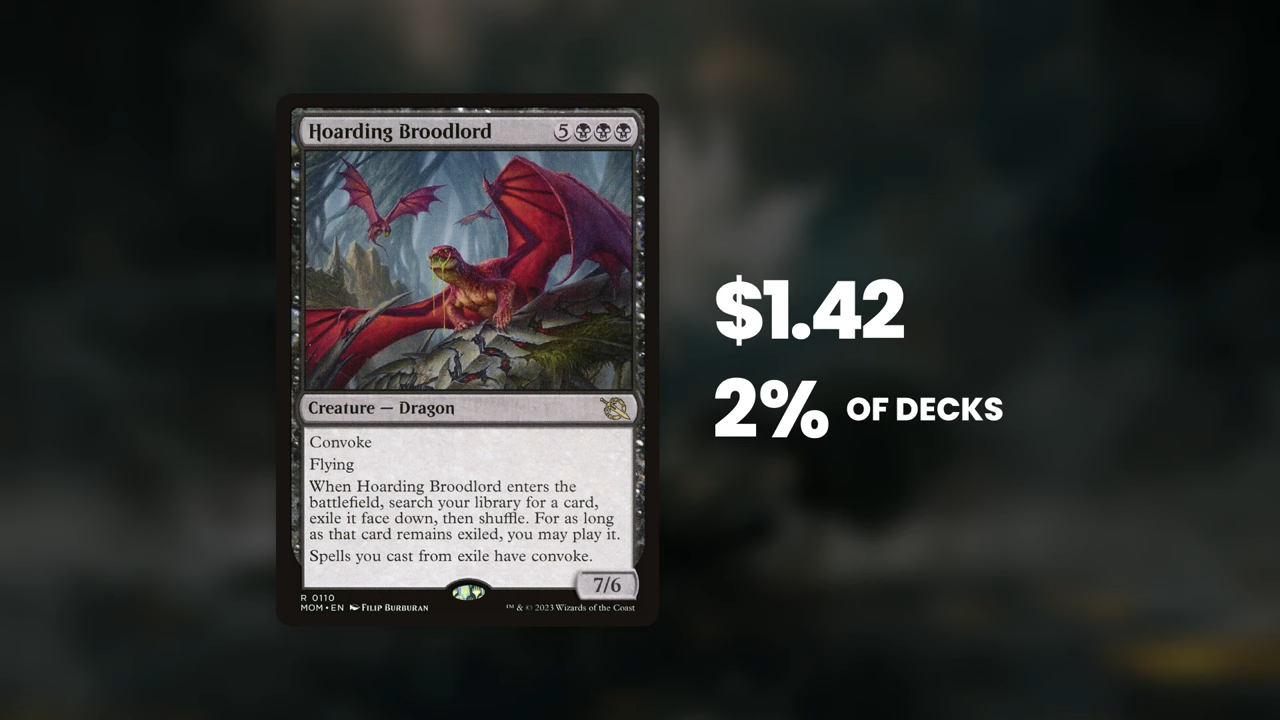 Hoarding Broodlord 5
Creature — Dragon
Convoke
Flying
When Hoarding Broodlord enters the
battlefield, search your library for a card,
exile it face down, then shuffle. For as long
as that card remains exiled, you may play it.
Spells you cast from exile have convoke.
7/6
R 0110
MOM • EN Filip Burburan
™ & © 2023 Wizards of the Coast
$1.42
2% OF DECKS